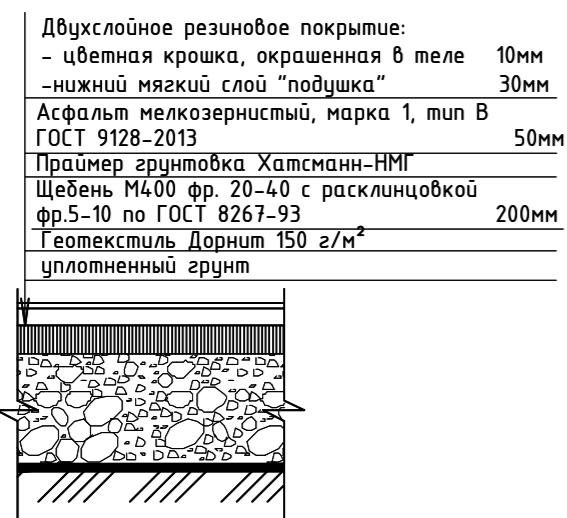 Двухслойное резиновое покрытие:
- цветная крошка, окрашенная в теле 10мм
-нижний мягкий слой "подушка" 30мм
Асфальт мелкозернистый, марка 1, тип В
ГОСТ 9128-2013 50мм
Праймер грунтовка Хатсманн-НМГ
Щебень М400 фр. 20-40 с расклинцовкой
фр.5-10 по ГОСТ 8267-93 200мм
Геотекстиль Дорнит 150 г/м²
уплотненный грунт